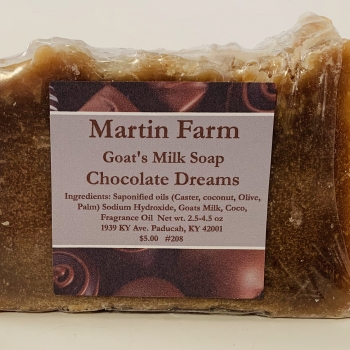 Martin Farm
Goat's Milk Soap
Chocolate Dreams
Ingredients: Saponified oils (Caster, coconut, Olive,
Palm) Sodium Hydroxide, Goats Milk, Coco,
Fragrance Oil  Net wt. 2.5-4.5 oz
1939 KY Ave. Paducah, KY 42001
$5.00   #208